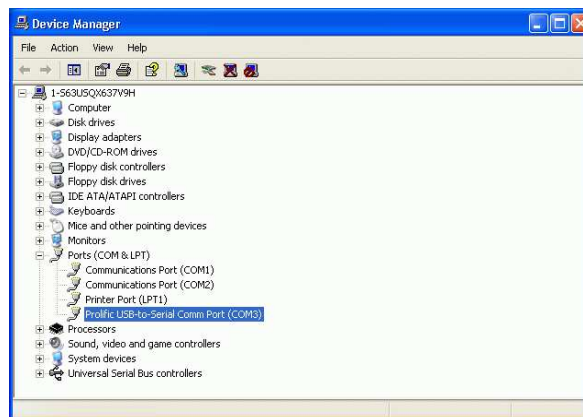 Device Manager
File Action View Help
1-S63U5QX637V9H
Computer
Disk drives
Display adapters
DVD/CD-ROM drives
Floppy disk controllers
Floppy disk drives
IDE ATA/ATAPI controllers
Keyboards
Mice and other pointing devices
Monitors
Ports (COM & LPT)
Communications Port (COM1)
Communications Port (COM2)
Printer Port (LPT1)
Prolific USB-to-Serial Comm Port (COM3)
Processors
Sound, video and game controllers
System devices
Universal Serial Bus controllers